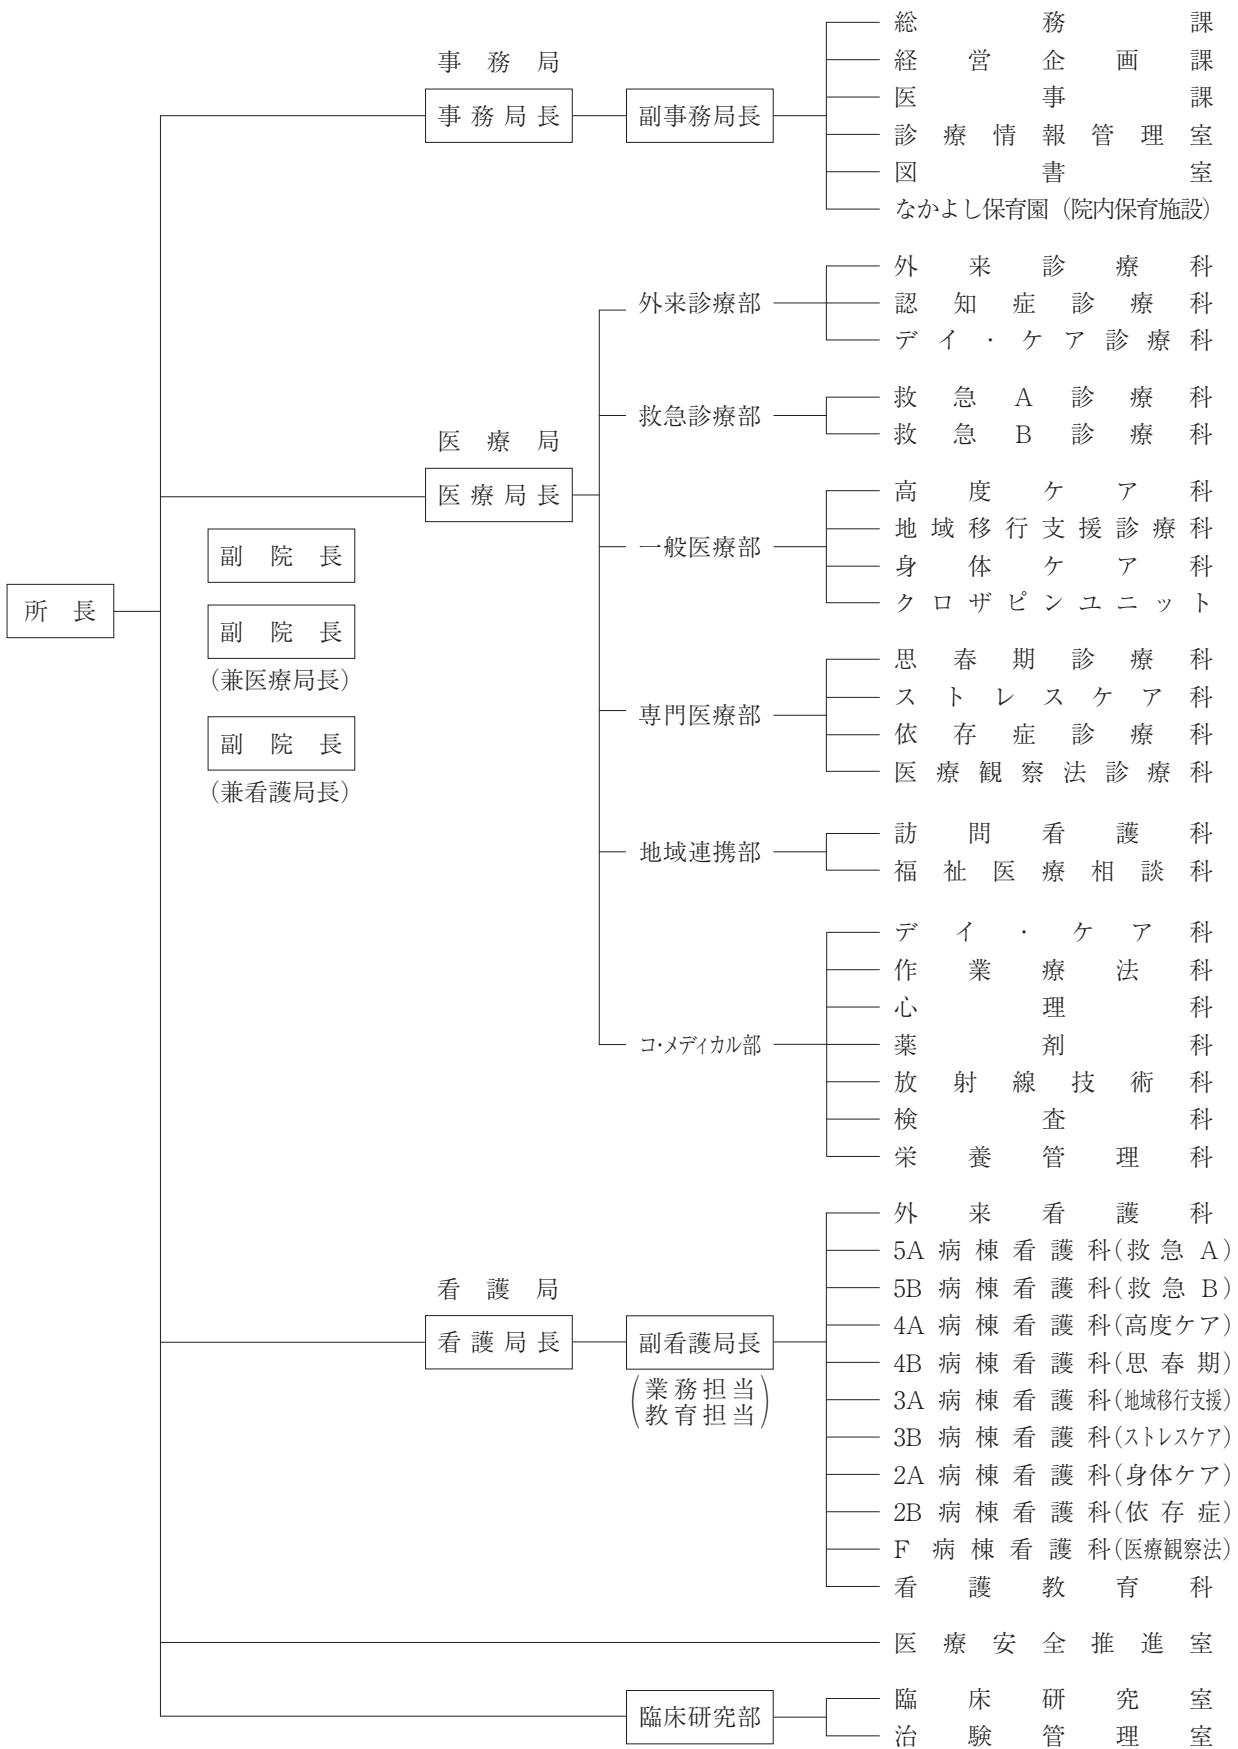 所長
副院長
副院長
(兼医療局長)
副院長
(兼看護局長)
事務局
事務局長
副事務局長
総務課
経営企画課
医事課
診療情報管理室
図書室
なかよし保育園（院内保育施設）
医療局
医療局長
外来診療部
外来診療科
認知症診療科
デイ・ケア診療科
救急診療部
救急A診療科
救急B診療科
一般医療部
高度ケア科
地域移行支援診療科
身体ケア科
クロザピンユニット
専門医療部
思春期診療科
ストレスケア科
依存症診療科
医療観察法診療科
地域連携部
訪問看護科
福祉医療相談科
コ・メディカル部
デイ・ケア科
作業療法科
心理科
薬剤科
放射線技術科
検査科
栄養管理科
看護局
看護局長
副看護局長
(業務担当
教育担当)
外来看護科
5A 病棟看護科(救急A)
5B 病棟看護科(救急B)
4A 病棟看護科(高度ケア)
4B 病棟看護科(思春期)
3A 病棟看護科(地域移行支援)
3B 病棟看護科(ストレスケア)
2A 病棟看護科(身体ケア)
2B 病棟看護科(依存症)
F 病棟看護科(医療観察法)
看護教育科
医療安全推進室
臨床研究部
臨床研究室
治験管理室